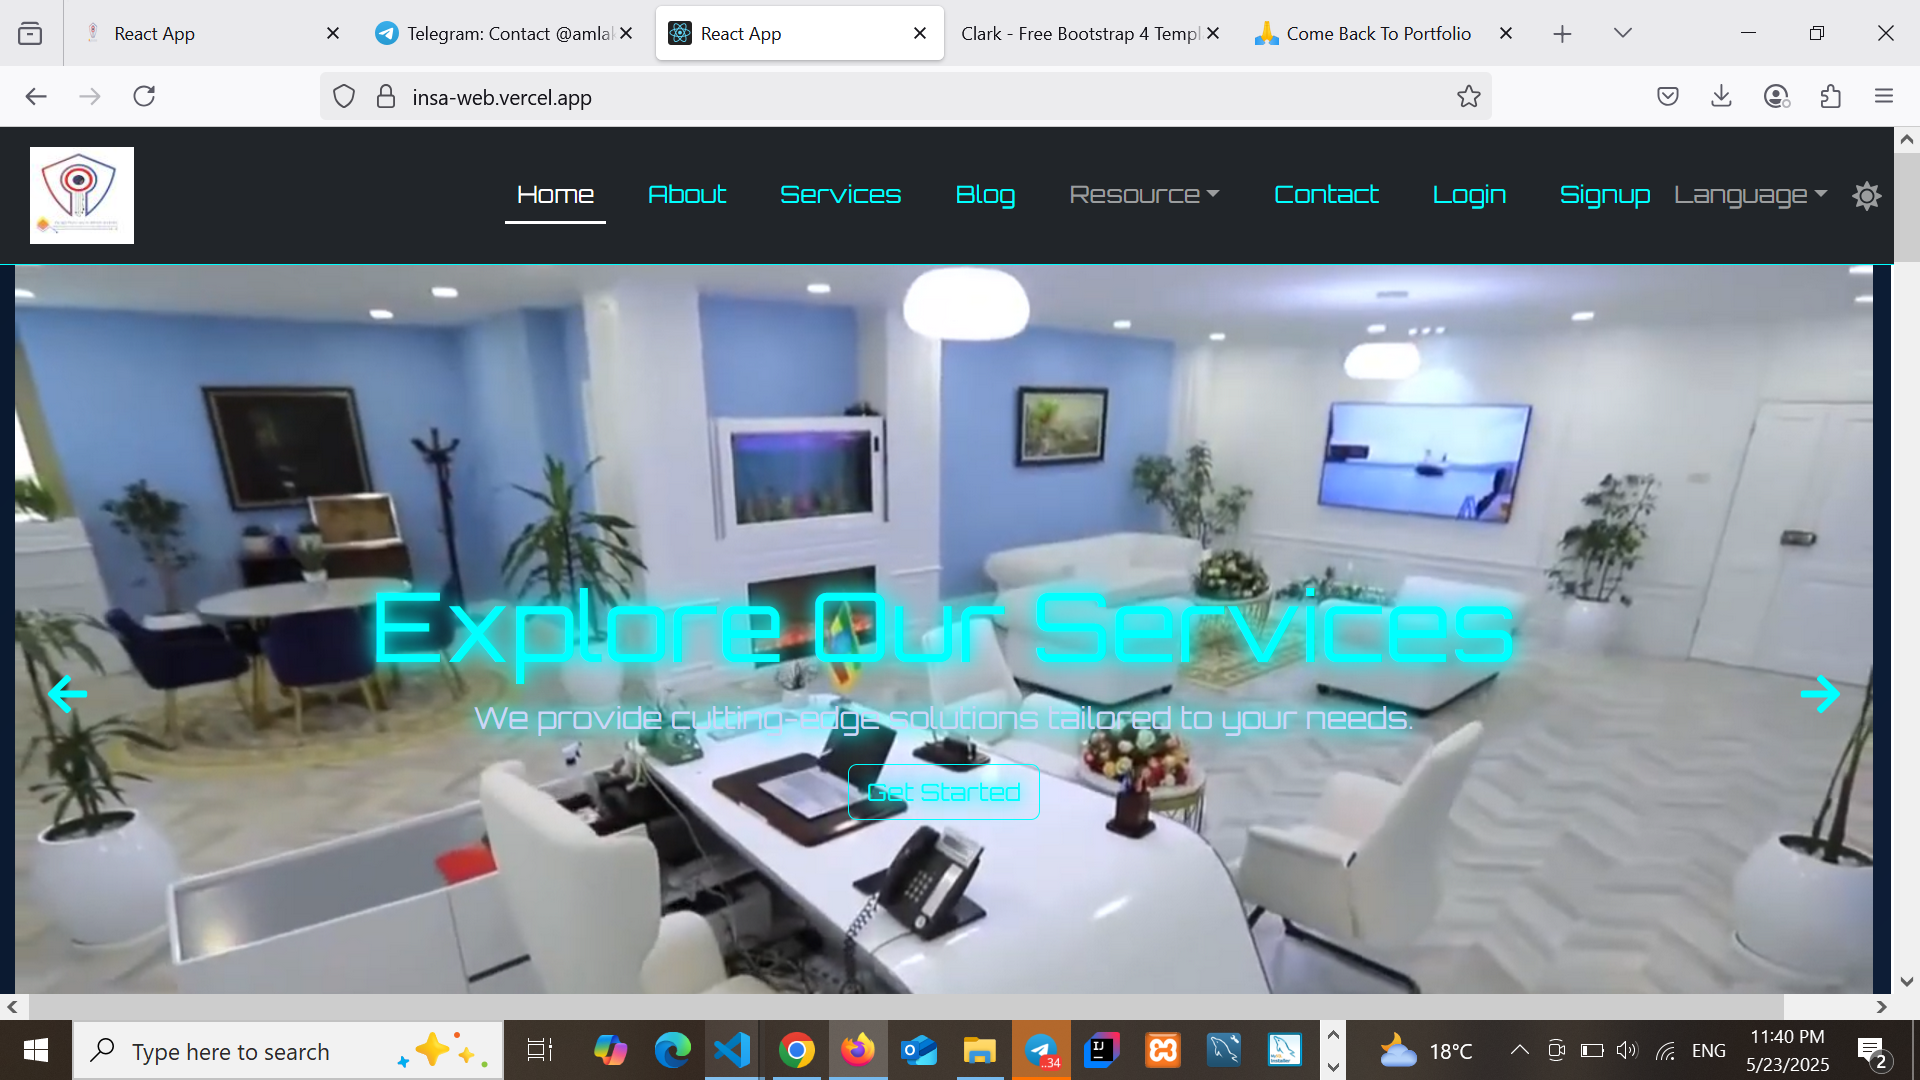 React App
Telegram: Contact @amlak
React App
Clark - Free Bootstrap 4 Templ
Come Back To Portfolio
insa-web.vercel.app
Home
About
Services
Blog
Resource
Contact
Login
Signup
Language
Explore Our Services
We provide cutting-edge solutions tailored to your needs.
Get Started
Type here to search
..34
18°C
ENG
11:40 PM
5/23/2025
2